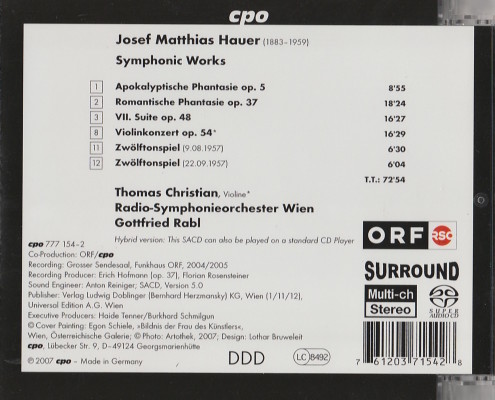 cpo
Josef Matthias Hauer (1883–1959)
Symphonic Works
1 Apokalyptische Phantasie op. 5 8'55
2 Romantische Phantasie op. 37 18'24
3 VII. Suite op. 48 16'27
8 Violinkonzert op. 54* 16'29
11 Zwölftonspiel (9.08.1957) 6'30
12 Zwölftonspiel (22.09.1957) 6'04
T.T.: 72'54
Thomas Christian, Violine*
Radio-Symphonieorchester Wien
Gottfried Rabl
Hybrid version: This SACD can also be played on a standard CD Player
ORF RSO
cpo 777 154–2
Co-Production: ORF/cpo
Recording: Grosser Sendesaal, Funkhaus ORF, 2004/2005
Recording Producer: Erich Hofmann (op. 37), Florian Rosensteiner
Sound Engineer: Anton Reiniger; SACD, Version 5.0
Publisher: Verlag Ludwig Doblinger (Bernhard Herzmansky) KG, Wien (1/11/12),
Universal Edition A.G. Wien
Executive Producers: Haide Tenner/Burkhard Schmilgun
© Cover Painting: Egon Schiele, »Bildnis der Frau des Künstlers«,
Wien, Österreichische Galerie; © Photo: Artothek, 2007; Design: Lothar Bruweleit
cpo, Lübecker Str. 9, D–49124 Georgsmarienhütte
℗ 2007 cpo – Made in Germany
DDD
LC 8492
SURROUND
Multi-ch
Stereo
SUPER AUDIO CD
7 61203 71542 8